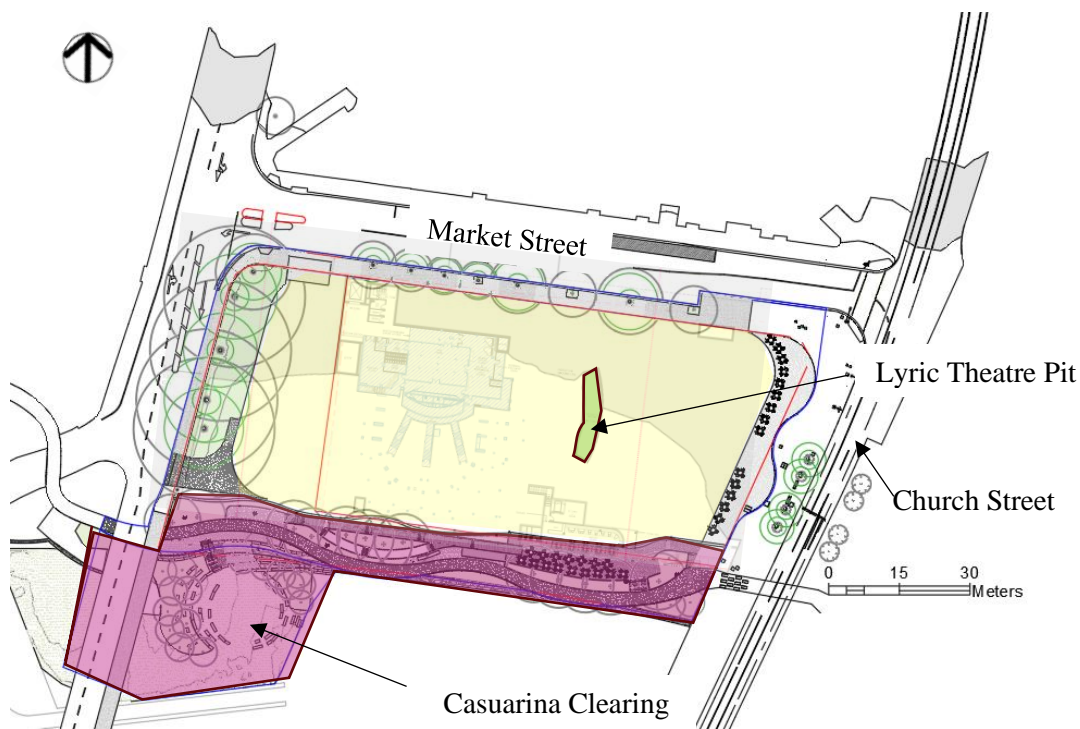 Market Street
Lyric Theatre Pit
Church Street
0 15 30
Meters
Casuarina Clearing